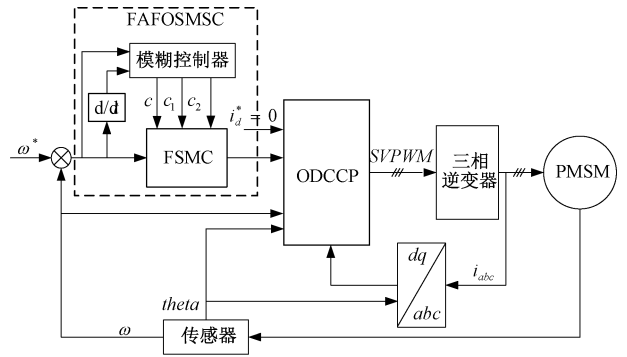 FAFOSMSC
模糊控制器
d/dt
c c₁ c₂
i*d = 0
ω*
FSMC
ODCCP
SVPWM
三相
逆变器
PMSM
dq
abc
iabc
theta
ω
传感器